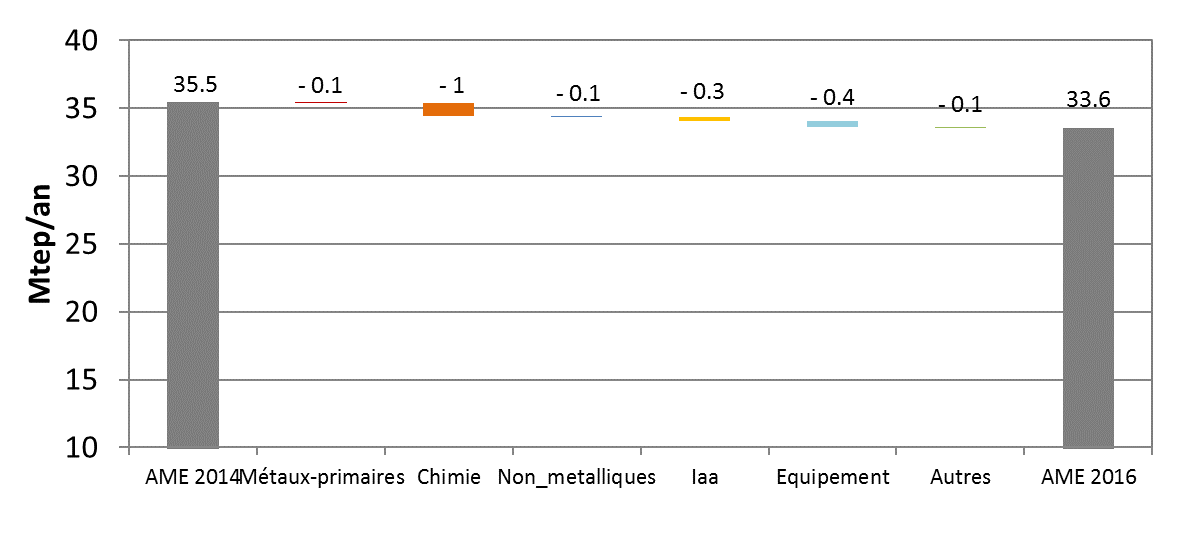 40
35.5
- 0.1
- 1
- 0.1
- 0.3
- 0.4
- 0.1
33.6
35
30
25
20
15
10
Mtep/an
AME 2014
Métaux-primaires
Chimie
Non_metalliques
Iaa
Equipement
Autres
AME 2016